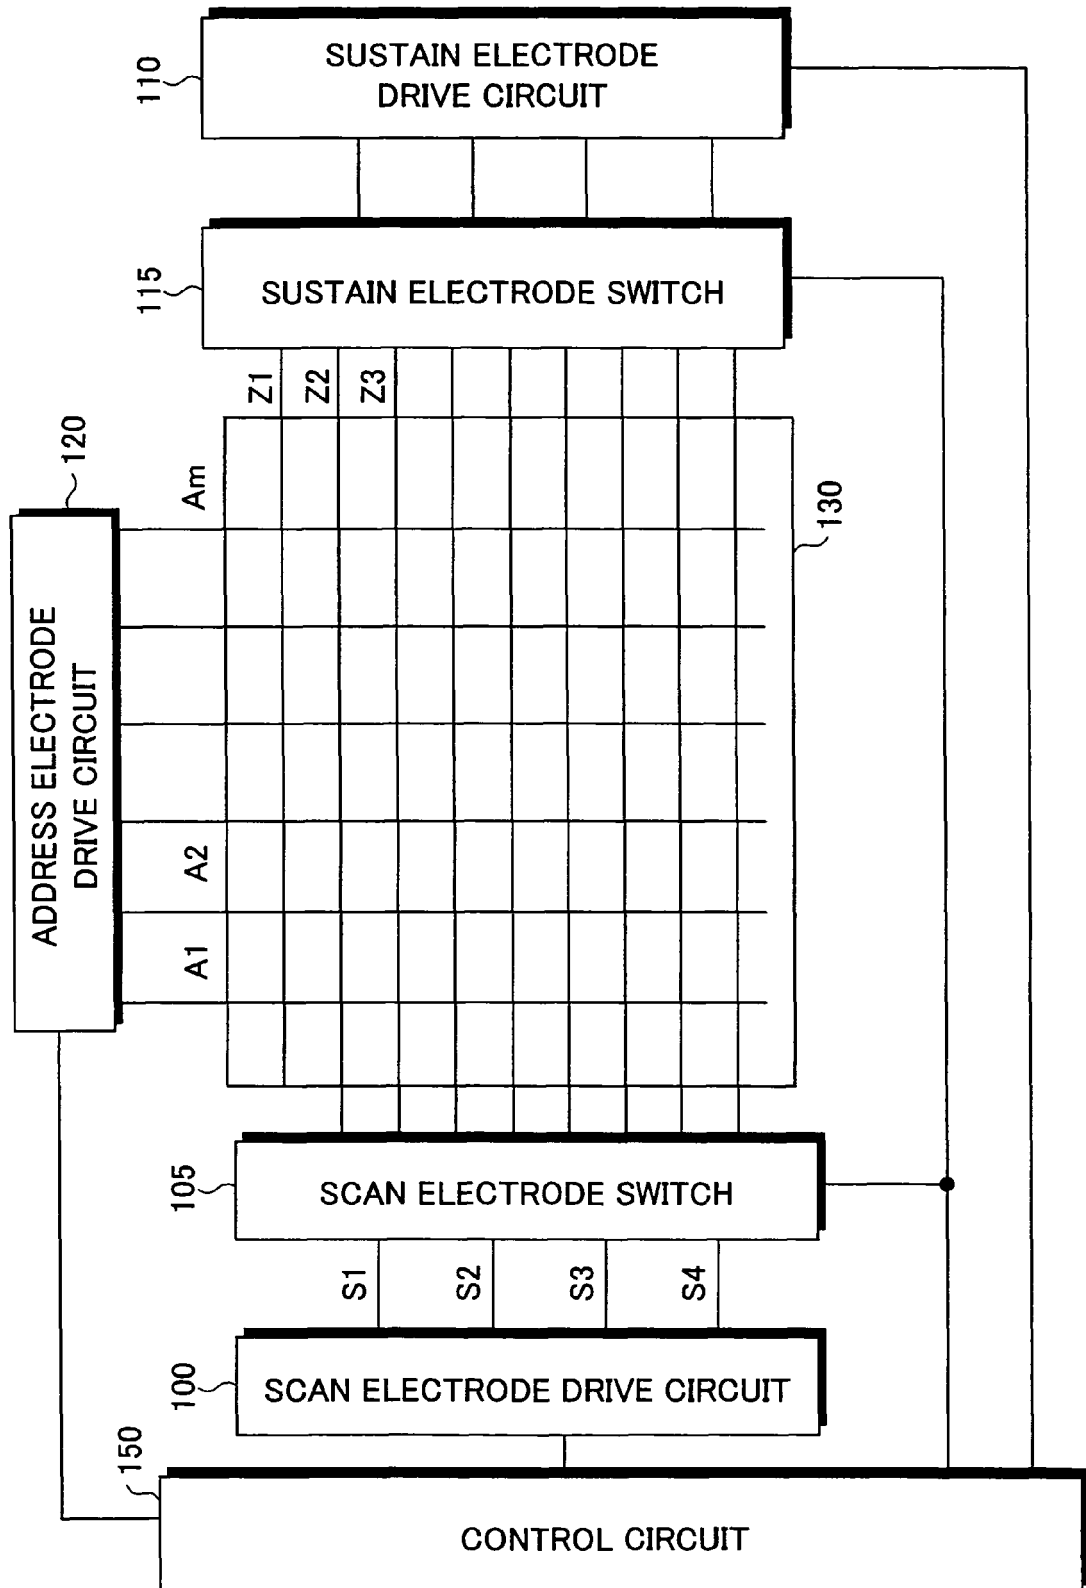 SUSTAIN ELECTRODE
DRIVE CIRCUIT
110
SUSTAIN ELECTRODE SWITCH
115
Z1
Z2
Z3
120
ADDRESS ELECTRODE
DRIVE CIRCUIT
Am
A2
A1
130
SCAN ELECTRODE SWITCH
105
S1
S2
S3
S4
SCAN ELECTRODE DRIVE CIRCUIT
100
150
CONTROL CIRCUIT